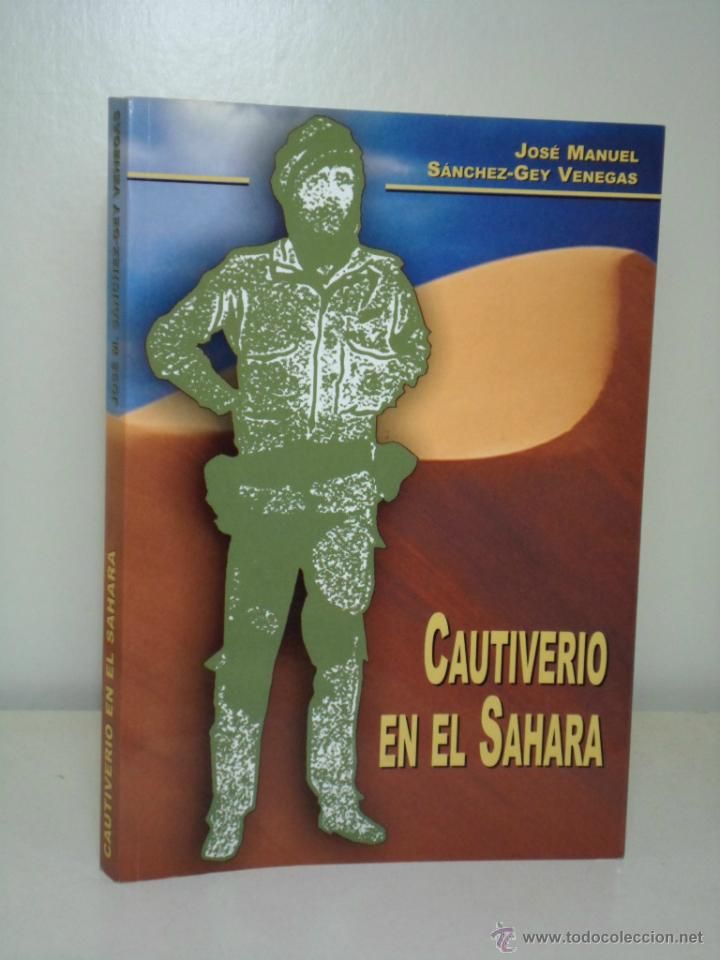 JOSÉ MANUEL
SÁNCHEZ-GEY VENEGAS
CAUTIVERIO
EN EL SAHARA
JOSÉ M. SÁNCHEZ-GEY VENEGAS
CAUTIVERIO EN EL SAHARA
© www.todocoleccion.net